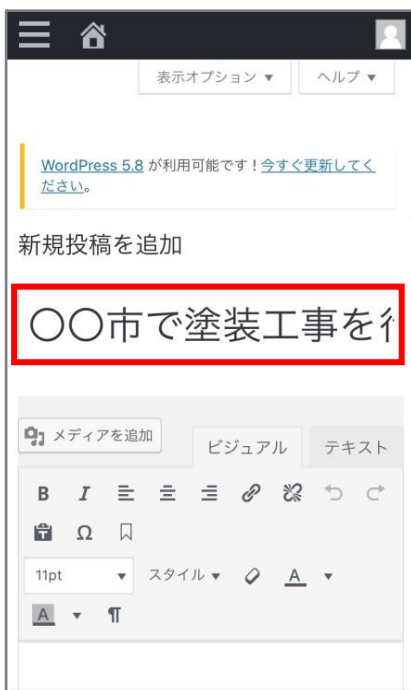 表示オプション ▼ ヘルプ ▼
WordPress 5.8 が利用可能です！今すぐ更新してく
ださい。
新規投稿を追加
〇〇市で塗装工事を
メディアを追加
ビジュアル テキスト
B I
Ω
11pt ▼ スタイル ▼ A ▼
A ▼ ¶